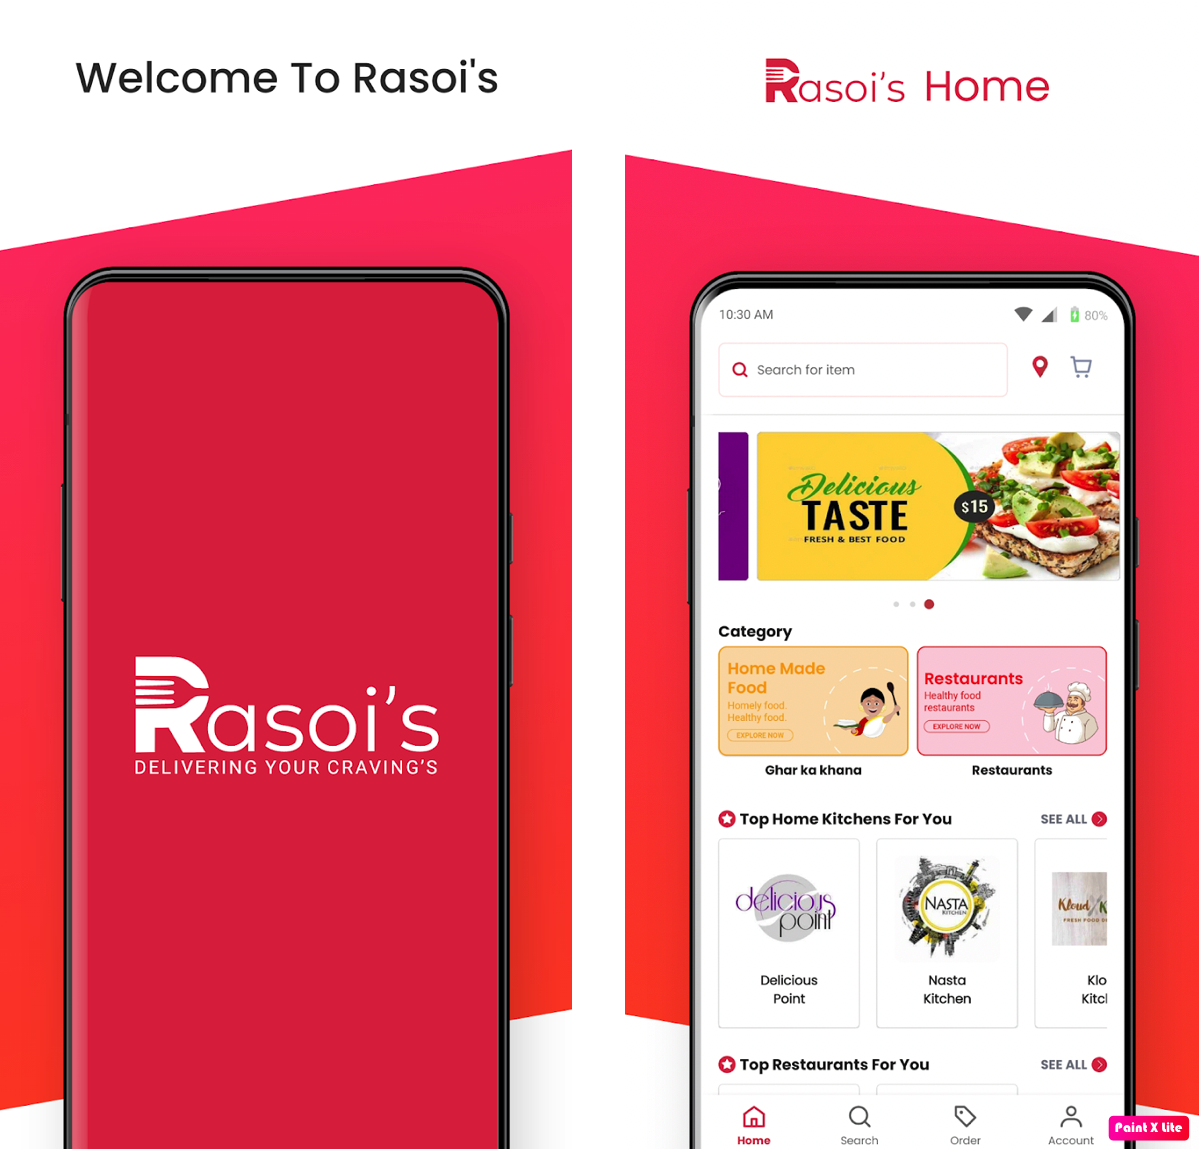 Welcome To Rasoi's
Rasoi's
DELIVERING YOUR CRAVING'S
Rasoi's Home
10:30 AM
80%
Search for item
Delicious
TASTE
FRESH & BEST FOOD
$15
Category
Home Made
Food
Homely food.
Healthy food.
EXPLORE NOW
Restaurants
Healthy food
restaurants
EXPLORE NOW
Ghar ka khana
Restaurants
Top Home Kitchens For You
SEE ALL
delicious
point
NASTA
KITCHEN
Kloud K
FRESH FOOD D
Delicious
Point
Nasta
Kitchen
Klo
Kitc
Top Restaurants For You
SEE ALL
Home
Search
Order
Account
Paint X Lite